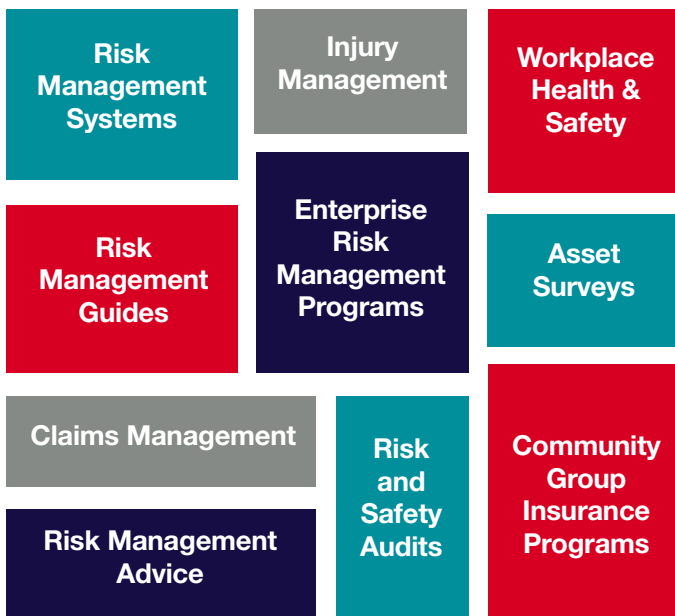 Risk
Management
Systems
Injury
Management
Workplace
Health &
Safety
Risk
Management
Guides
Enterprise
Risk
Management
Programs
Asset
Surveys
Claims Management
Risk
and
Safety
Audits
Community
Group
Insurance
Programs
Risk Management
Advice